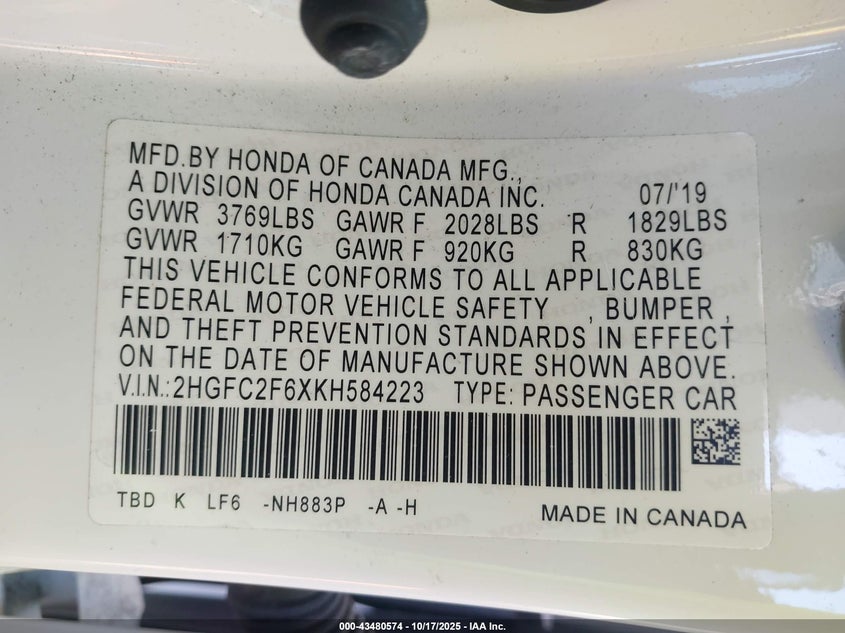 MFD.BY HONDA OF CANADA MFG.,
A DIVISION OF HONDA CANADA INC. 07/'19
GVWR 3769LBS GAWR F 2028LBS R 1829LBS
GVWR 1710KG GAWR F 920KG R 830KG
THIS VEHICLE CONFORMS TO ALL APPLICABLE
FEDERAL MOTOR VEHICLE SAFETY , BUMPER ,
AND THEFT PREVENTION STANDARDS IN EFFECT
ON THE DATE OF MANUFACTURE SHOWN ABOVE.
V.I.N.:2HGFC2F6XKH584223 TYPE: PASSENGER CAR
TBD K LF6 -NH883P -A -H MADE IN CANADA
000-43480574 - 10/17/2025 - IAA Inc.